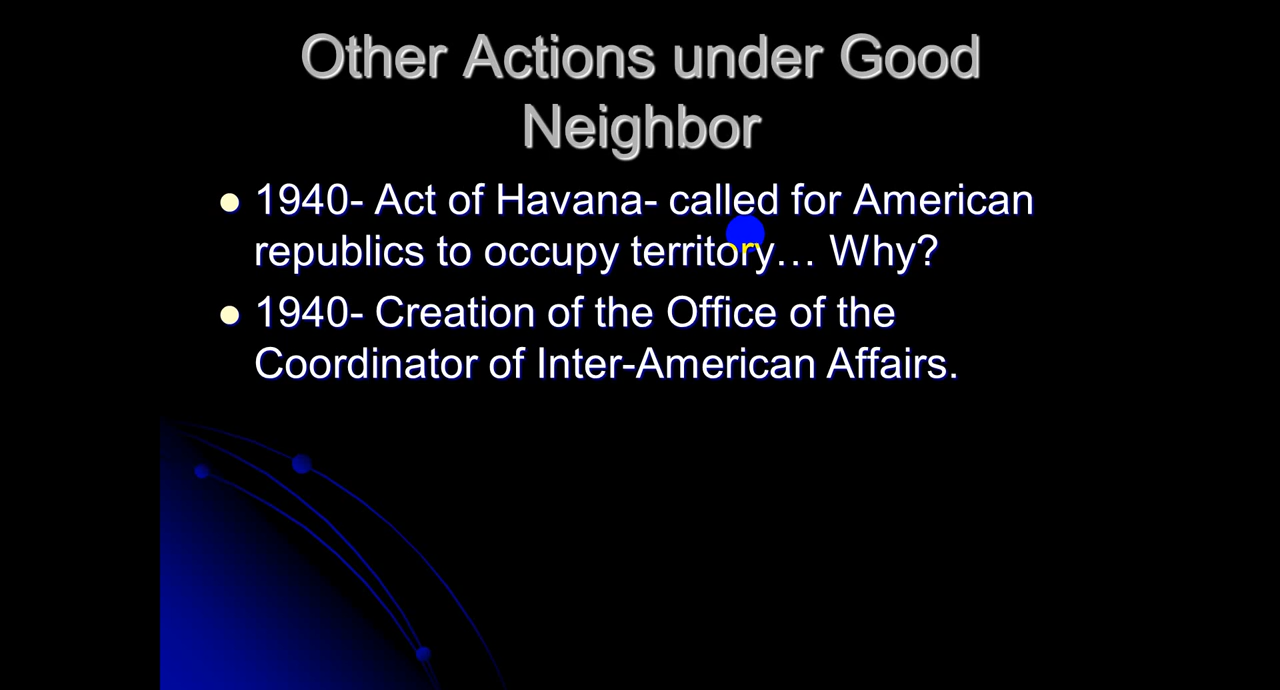 Other Actions under Good
Neighbor
1940- Act of Havana- called for American
republics to occupy territory… Why?
1940- Creation of the Office of the
Coordinator of Inter-American Affairs.